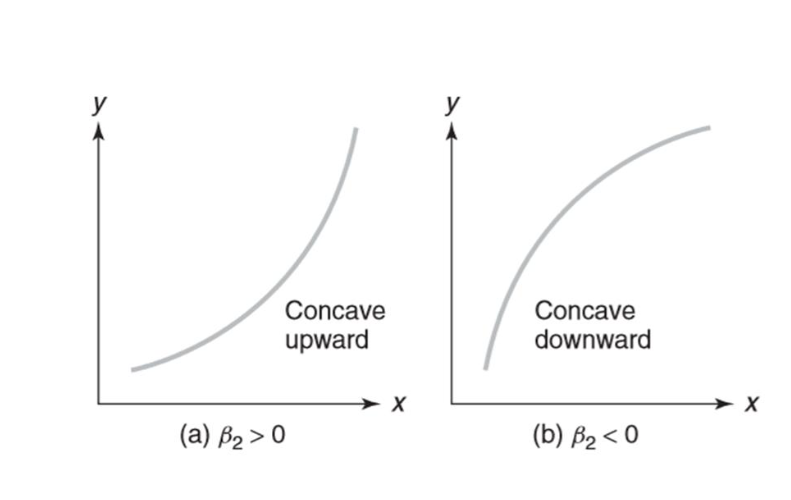 y
Concave
upward
x
(a) β₂ > 0
y
Concave
downward
x
(b) β₂ < 0